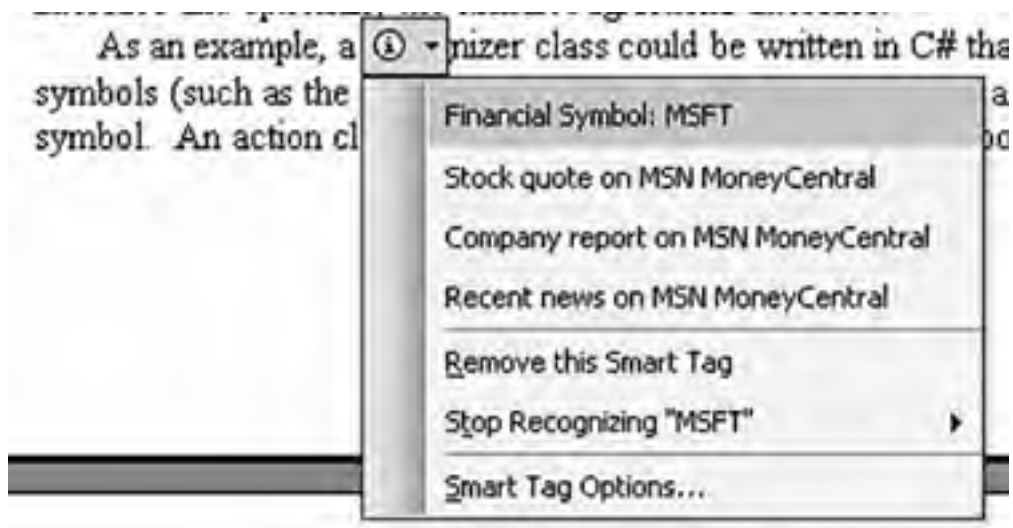 As an example, a nizer class could be written in C# tha
symbols (such as the a
symbol. An action cl
Financial Symbol: MSFT
Stock quote on MSN MoneyCentral
Company report on MSN MoneyCentral
Recent news on MSN MoneyCentral
Remove this Smart Tag
Stop Recognizing "MSFT"
Smart Tag Options...